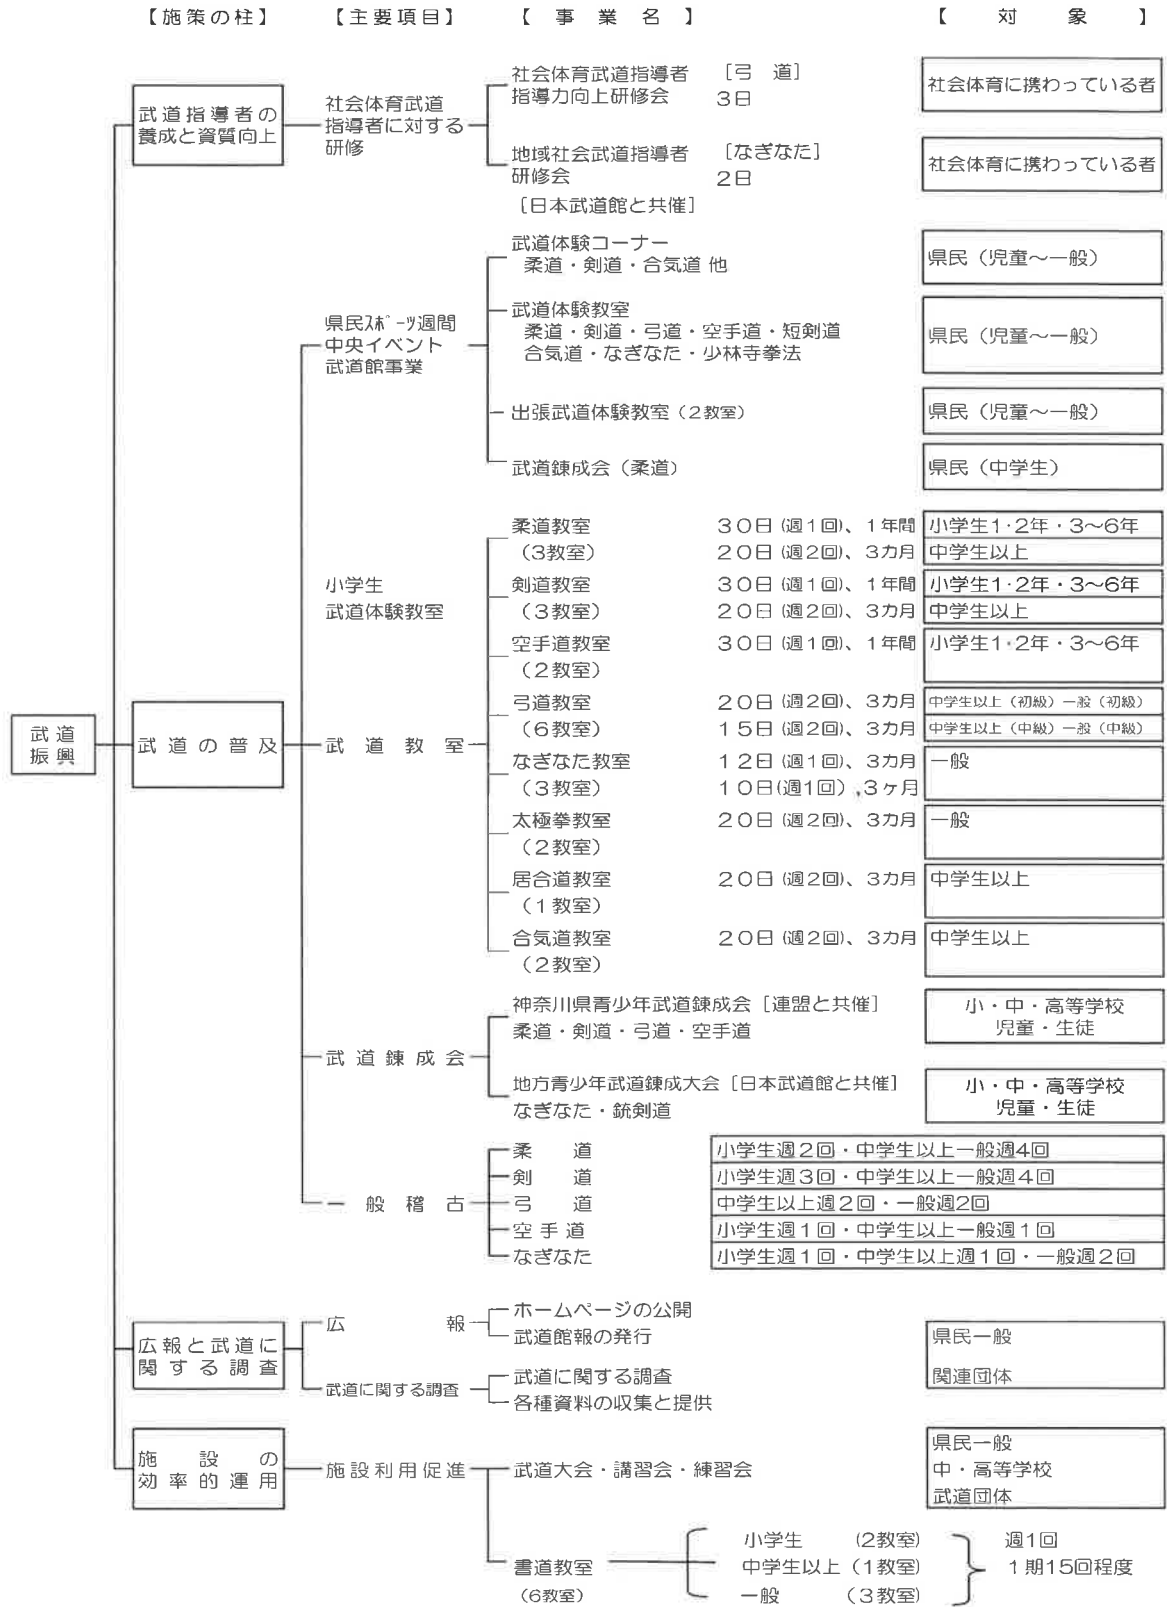 【施策の柱】 【主要項目】 【 事 業 名 】 【 対 象 】
武道振興
武道指導者の
養成と資質向上
社会体育武道
指導者に対する
研修
社会体育武道指導者 [弓 道]
指導力向上研修会 3日
社会体育に携わっている者
地域社会武道指導者 [なぎなた]
研修会 2日
[日本武道館と共催]
社会体育に携わっている者
武道の普及
県民スポーツ週間
中央イベント
武道館事業
武道体験コーナー
柔道・剣道・合気道 他
県民（児童～一般）
武道体験教室
柔道・剣道・弓道・空手道・短剣道
合気道・なぎなた・少林寺拳法
県民（児童～一般）
出張武道体験教室（2教室）
県民（児童～一般）
武道錬成会（柔道）
県民（中学生）
小学生
武道体験教室
武 道 教 室
柔道教室 30日(週1回)、1年間 小学生1・2年・3～6年
（3教室） 20日(週2回)、3カ月 中学生以上
剣道教室 30日(週1回)、1年間 小学生1・2年・3～6年
（3教室） 20日(週2回)、3カ月 中学生以上
空手道教室 30日(週1回)、1年間 小学生1・2年・3～6年
（2教室）
弓道教室 20日(週2回)、3カ月 中学生以上（初級）一般（初級）
（6教室） 15日(週2回)、3カ月 中学生以上（中級）一般（中級）
なぎなた教室 12日(週1回)、3カ月 一般
（3教室） 10日(週1回),3ヶ月
太極拳教室 20日(週2回)、3カ月 一般
（2教室）
居合道教室 20日(週2回)、3カ月 中学生以上
（1教室）
合気道教室 20日(週2回)、3カ月 中学生以上
（2教室）
武道錬成会
神奈川県青少年武道錬成会［連盟と共催］
柔道・剣道・弓道・空手道
小・中・高等学校
児童・生徒
地方青少年武道錬成大会［日本武道館と共催］
なぎなた・銃剣道
小・中・高等学校
児童・生徒
一般稽古
柔 道 小学生週2回・中学生以上一般週4回
剣 道 小学生週3回・中学生以上一般週4回
弓 道 中学生以上週2回・一般週2回
空手道 小学生週1回・中学生以上一般週1回
なぎなた 小学生週1回・中学生以上週1回・一般週2回
広報と武道に
関する調査
広 報
ホームページの公開
武道館報の発行
武道に関する調査
武道に関する調査
各種資料の収集と提供
県民一般
関連団体
施 設 の
効率的運用
施設利用促進
武道大会・講習会・練習会
県民一般
中・高等学校
武道団体
書道教室
（6教室）
小学生 （2教室）
中学生以上（1教室）
一般 （3教室）
週1回
1期15回程度